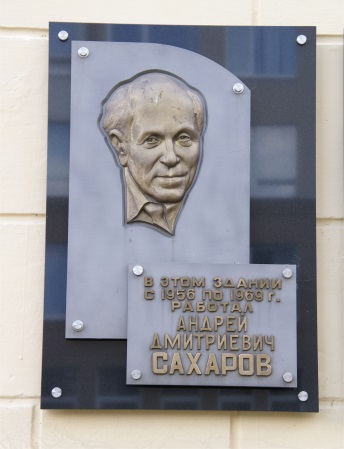 В ЭТОМ ЗДАНИИ
С 1956 ПО 1969 Г.
РАБОТАЛ
АНДРЕЙ
ДМИТРИЕВИЧ
САХАРОВ